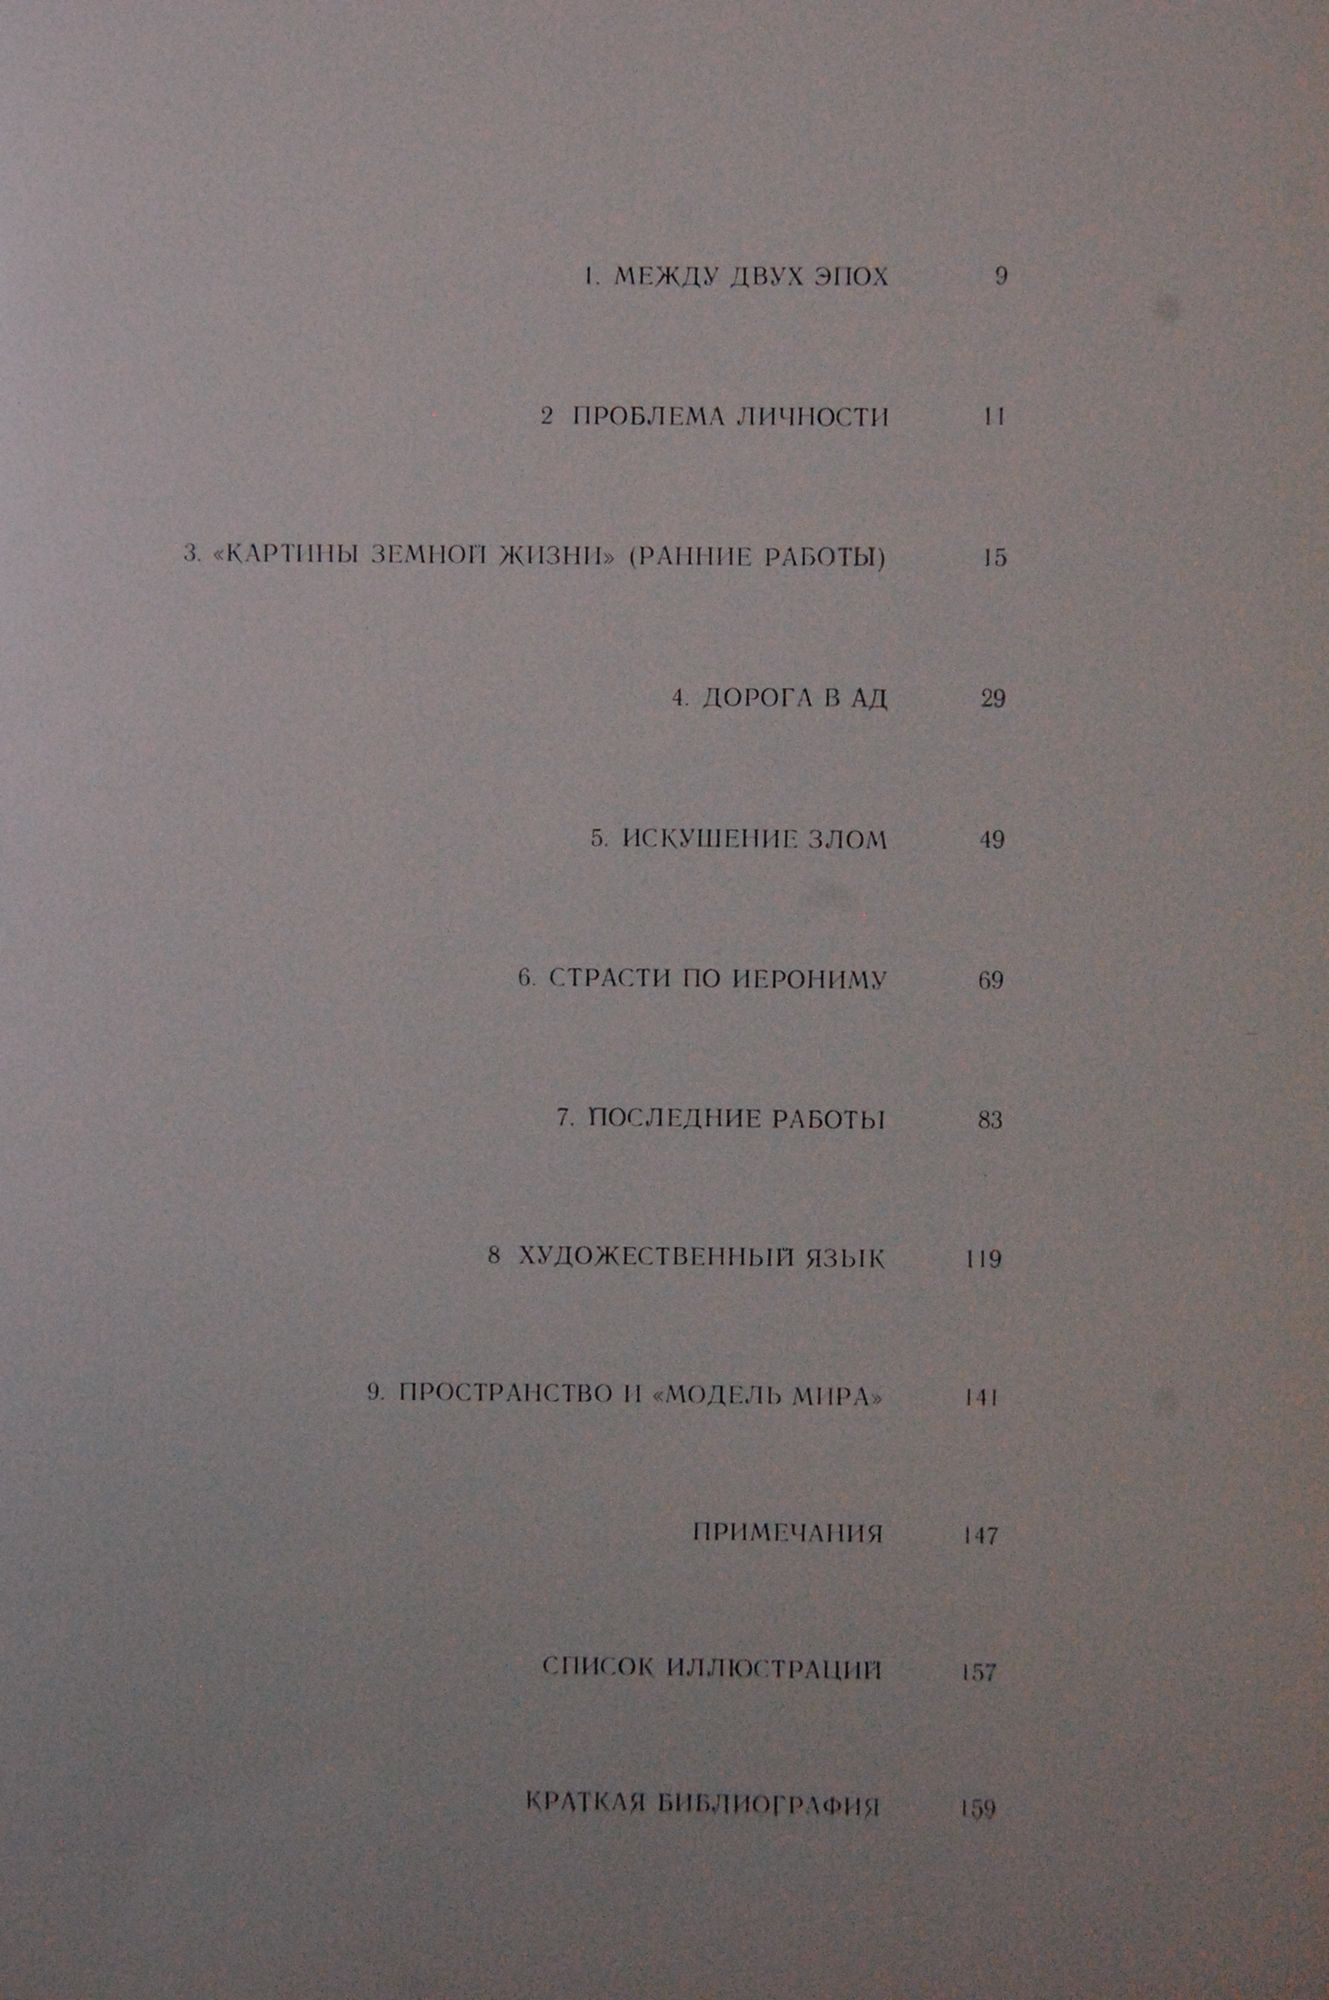 1. МЕЖДУ ДВУХ ЭПОХ 9
2 ПРОБЛЕМА ЛИЧНОСТИ 11
3. «КАРТИНЫ ЗЕМНОЙ ЖИЗНИ» (РАННИЕ РАБОТЫ) 15
4. ДОРОГА В АД 29
5. ИСКУШЕНИЕ ЗЛОМ 49
6. СТРАСТИ ПО ИЕРОНИМУ 69
7. ПОСЛЕДНИЕ РАБОТЫ 83
8 ХУДОЖЕСТВЕННЫЙ ЯЗЫК 119
9. ПРОСТРАНСТВО И «МОДЕЛЬ МИРА» 141
ПРИМЕЧАНИЯ 147
СПИСОК ИЛЛЮСТРАЦИЙ 157
КРАТКАЯ БИБЛИОГРАФИЯ 159